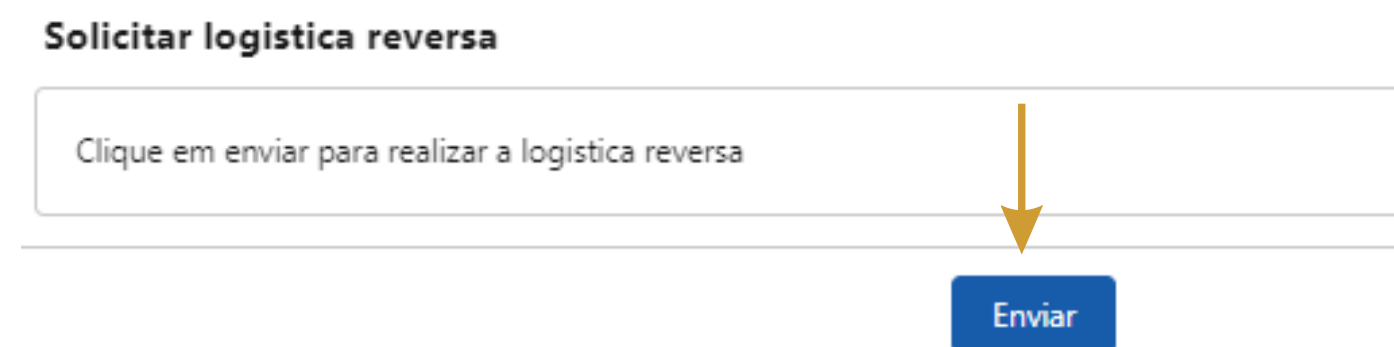 Solicitar logistica reversa
Clique em enviar para realizar a logistica reversa
Enviar